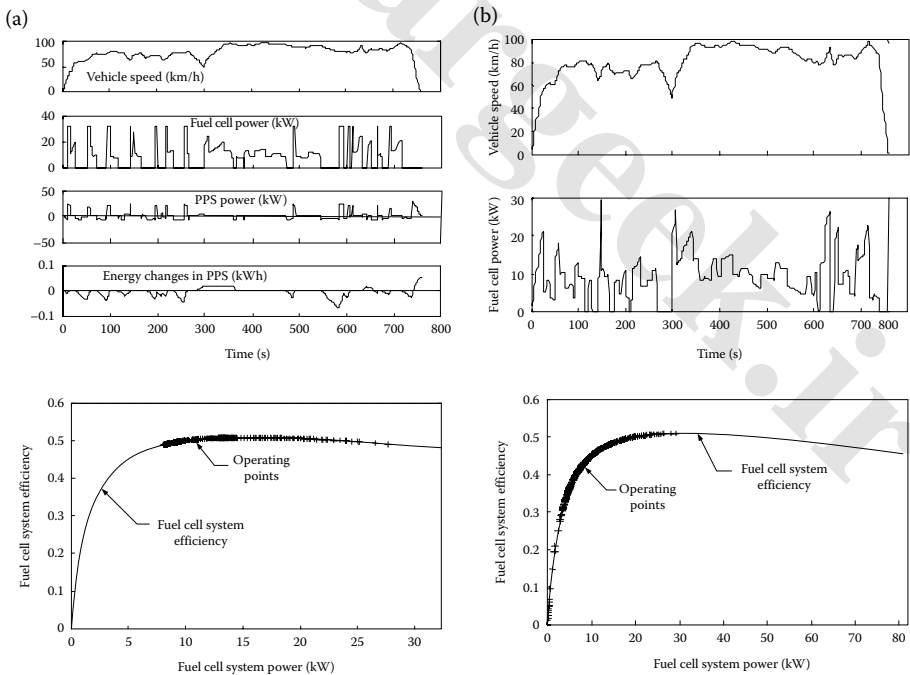 (a)
100
50
0
Vehicle speed (km/h)
40
20
0
Fuel cell power (kW)
50
25
0
−50
PPS power (kW)
0.1
0
−0.1
Energy changes in PPS (kWh)
0 100 200 300 400 500 600 700 800
Time (s)
0.6
0.5
0.4
0.3
0.2
0.1
0
Fuel cell system efficiency
Operating
points
Fuel cell system
efficiency
0 5 10 15 20 25 30
Fuel cell system power (kW)
(b)
100
80
60
40
20
0
Vehicle speed (km/h)
30
20
10
0
Fuel cell power (kW)
0 100 200 300 400 500 600 700 800
Time (s)
0.6
0.5
0.4
0.3
0.2
0.1
0
Fuel cell system efficiency
Operating
points
Fuel cell system
efficiency
0 10 20 30 40 50 60 70 80
Fuel cell system power (kW)
argeek.ir